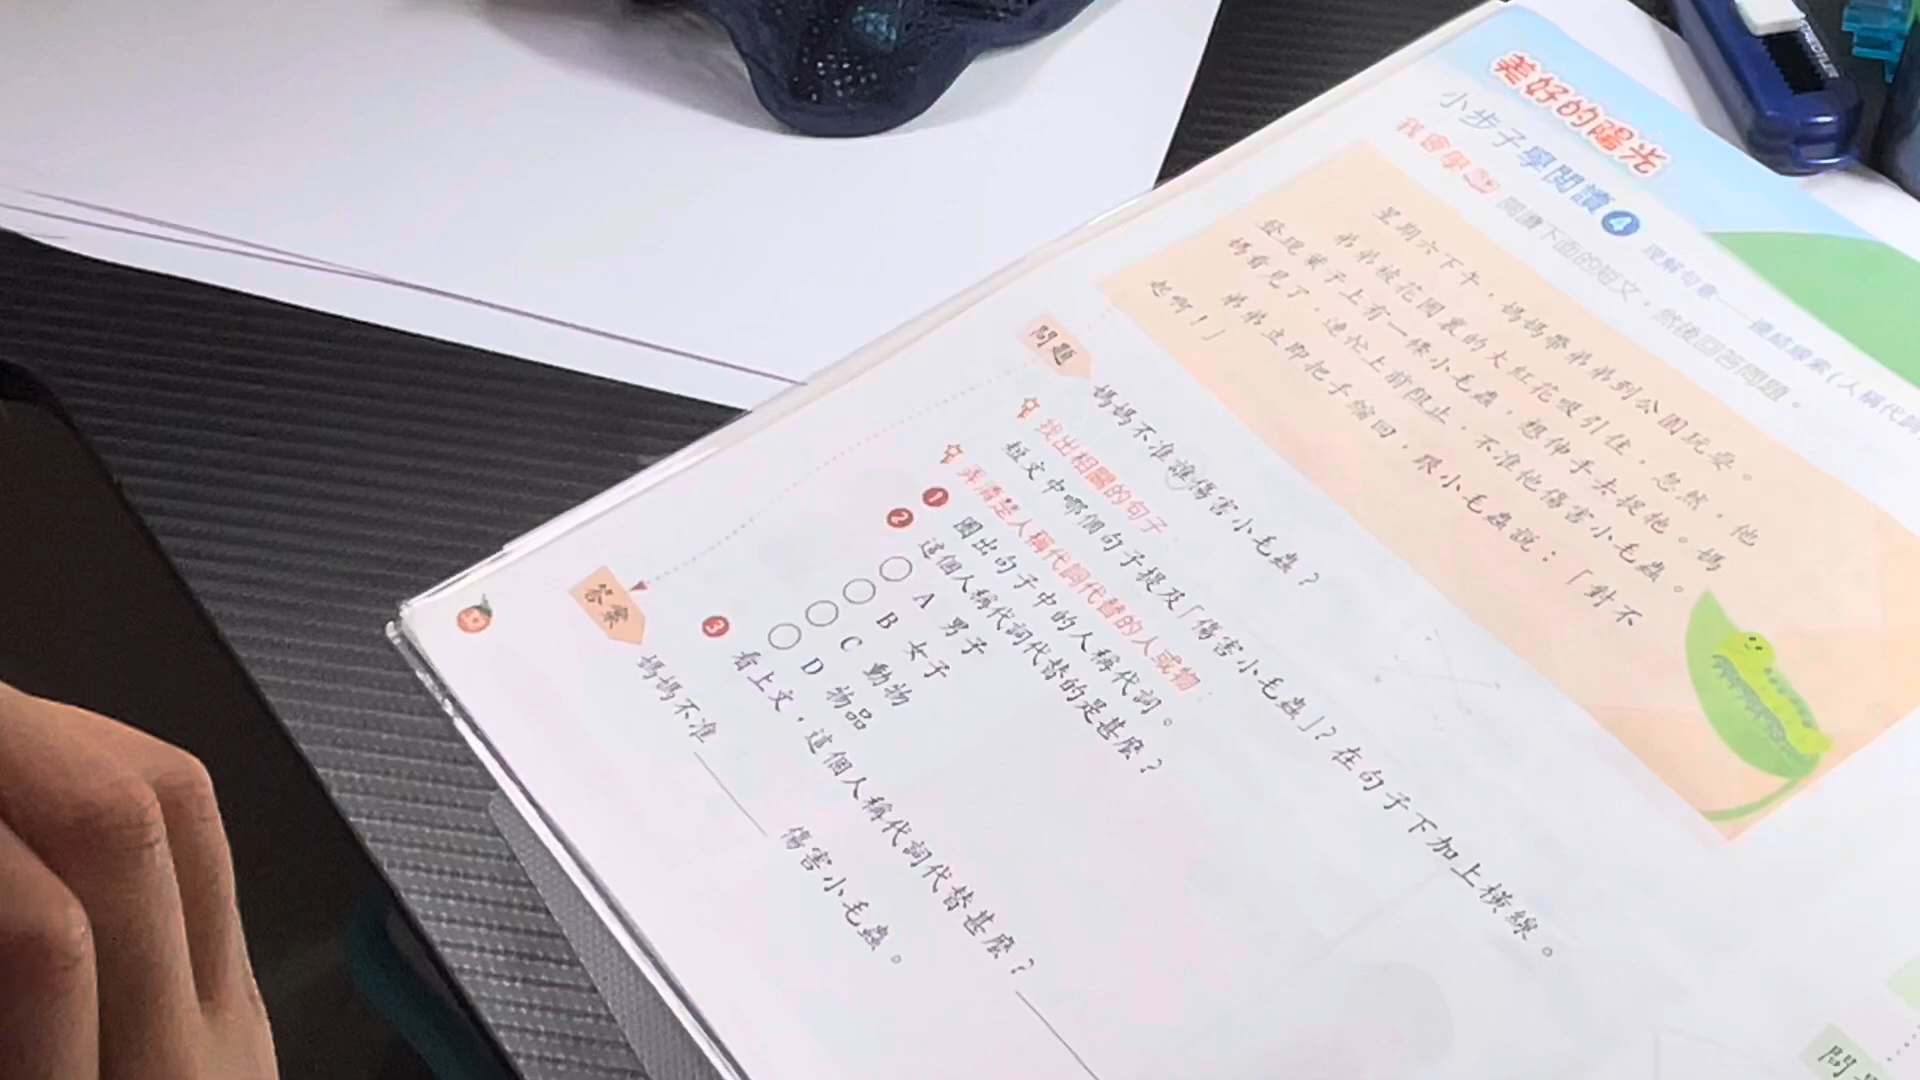 美好的陽光
小步子學閱讀 4 理解句意——連結線索(人稱代詞
我會學 閱讀下面的短文,然後回答問題。
星期六下午,媽媽帶弟弟到公園玩耍。
弟弟被花園裏的大紅花吸引住,忽然,他
發現葉子上有一條小毛蟲,想伸手去捉牠。媽
媽看見了,連忙上前阻止,不准他傷害小毛蟲。
弟弟立即把手縮回,跟小毛蟲說:「對不
起啊!」
問題 媽媽不准誰傷害小毛蟲?
找出相關的句子:
短文中哪個句子提及「傷害小毛蟲」?在句子下加上橫線。
弄清楚人稱代詞代替的人或物:
1 圈出句子中的人稱代詞。
2 這個人稱代詞代替的是甚麼?
A 男子
B 女子
C 動物
D 物品
3 看上文,這個人稱代詞代替甚麼?
答案 媽媽不准 傷害小毛蟲。
STAEDTLER